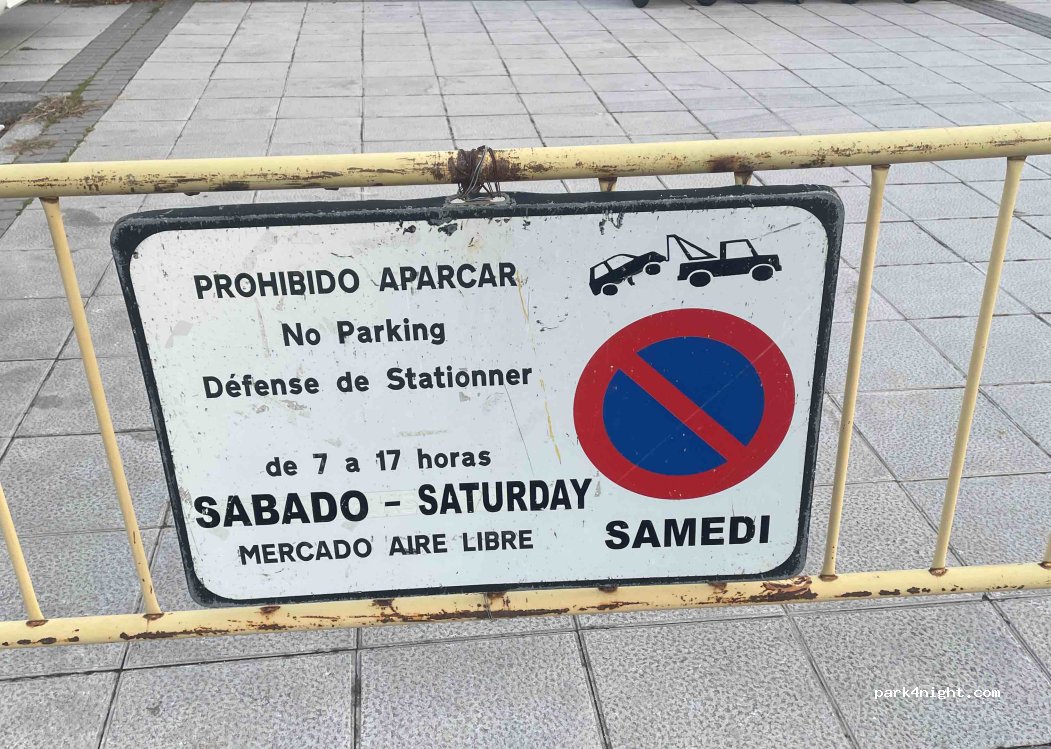 PROHIBIDO APARCAR
No Parking
Défense de Stationner
de 7 a 17 horas
SABADO - SATURDAY
SAMEDI
MERCADO AIRE LIBRE
park4night.com